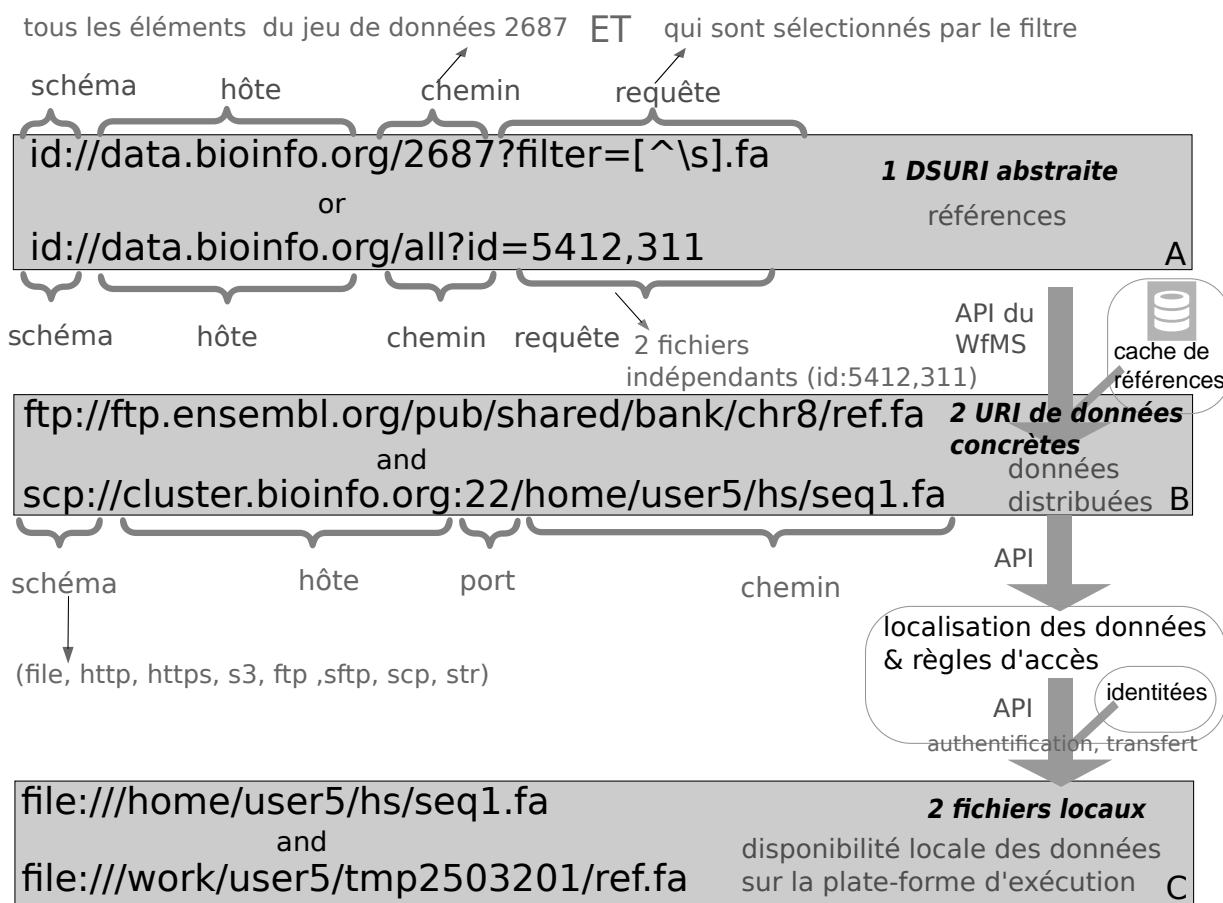 tous les éléments  du jeu de données 2687  ET  qui sont sélectionnés par le filtre
schéma hôte chemin requête
id://data.bioinfo.org/2687?filter=[^\s].fa
1 DSURI abstraite
or
références
id://data.bioinfo.org/all?id=5412,311
A
schéma hôte chemin requête
2 fichiers
indépendants (id:5412,311)
API du
WfMS
cache de
références
ftp://ftp.ensembl.org/pub/shared/bank/chr8/ref.fa
2 URI de données
concrètes
and
données
distribuées
scp://cluster.bioinfo.org:22/home/user5/hs/seq1.fa
B
schéma hôte port chemin
API
(file, http, https, s3, ftp ,sftp, scp, str)
localisation des données
& règles d'accès
identitées
API
authentification, transfert
file:///home/user5/hs/seq1.fa
2 fichiers locaux
and
disponibilité locale des données
file:///work/user5/tmp2503201/ref.fa
sur la plate-forme d'exécution
C